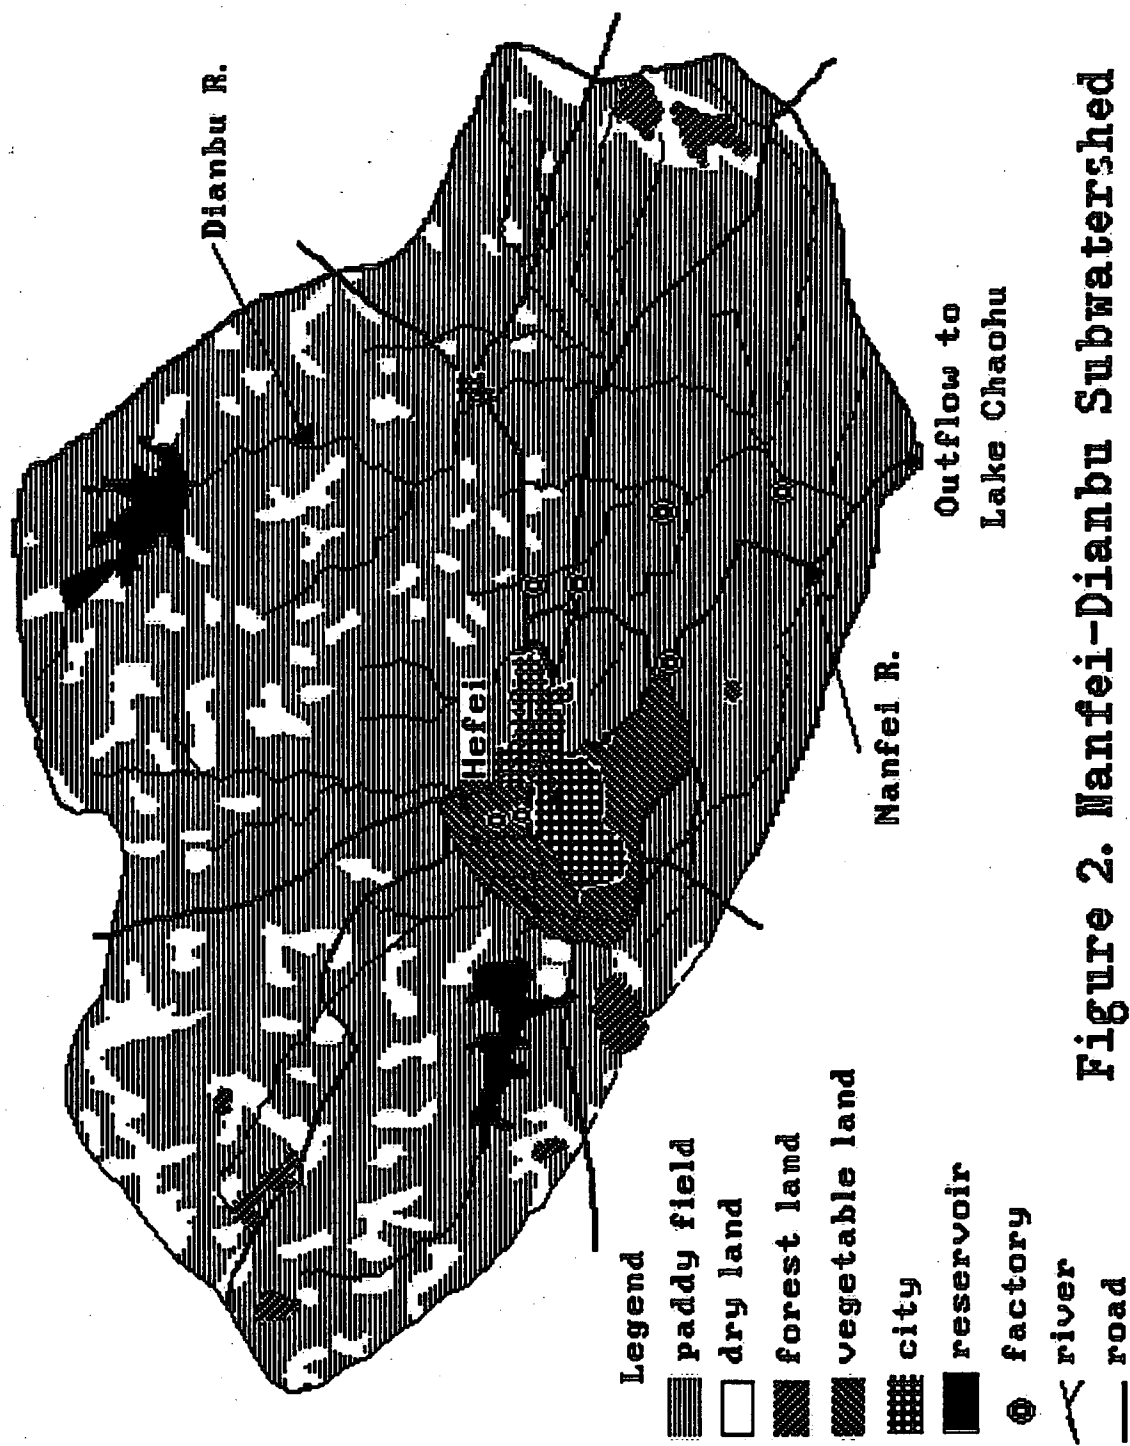 Dianbu R.
Hefei
Nanfei R.
Outflow to
Lake Chaohu
Legend
paddy field
dry land
forest land
vegetable land
city
reservoir
factory
river
road
Figure 2. Nanfei-Dianbu Subwatershed